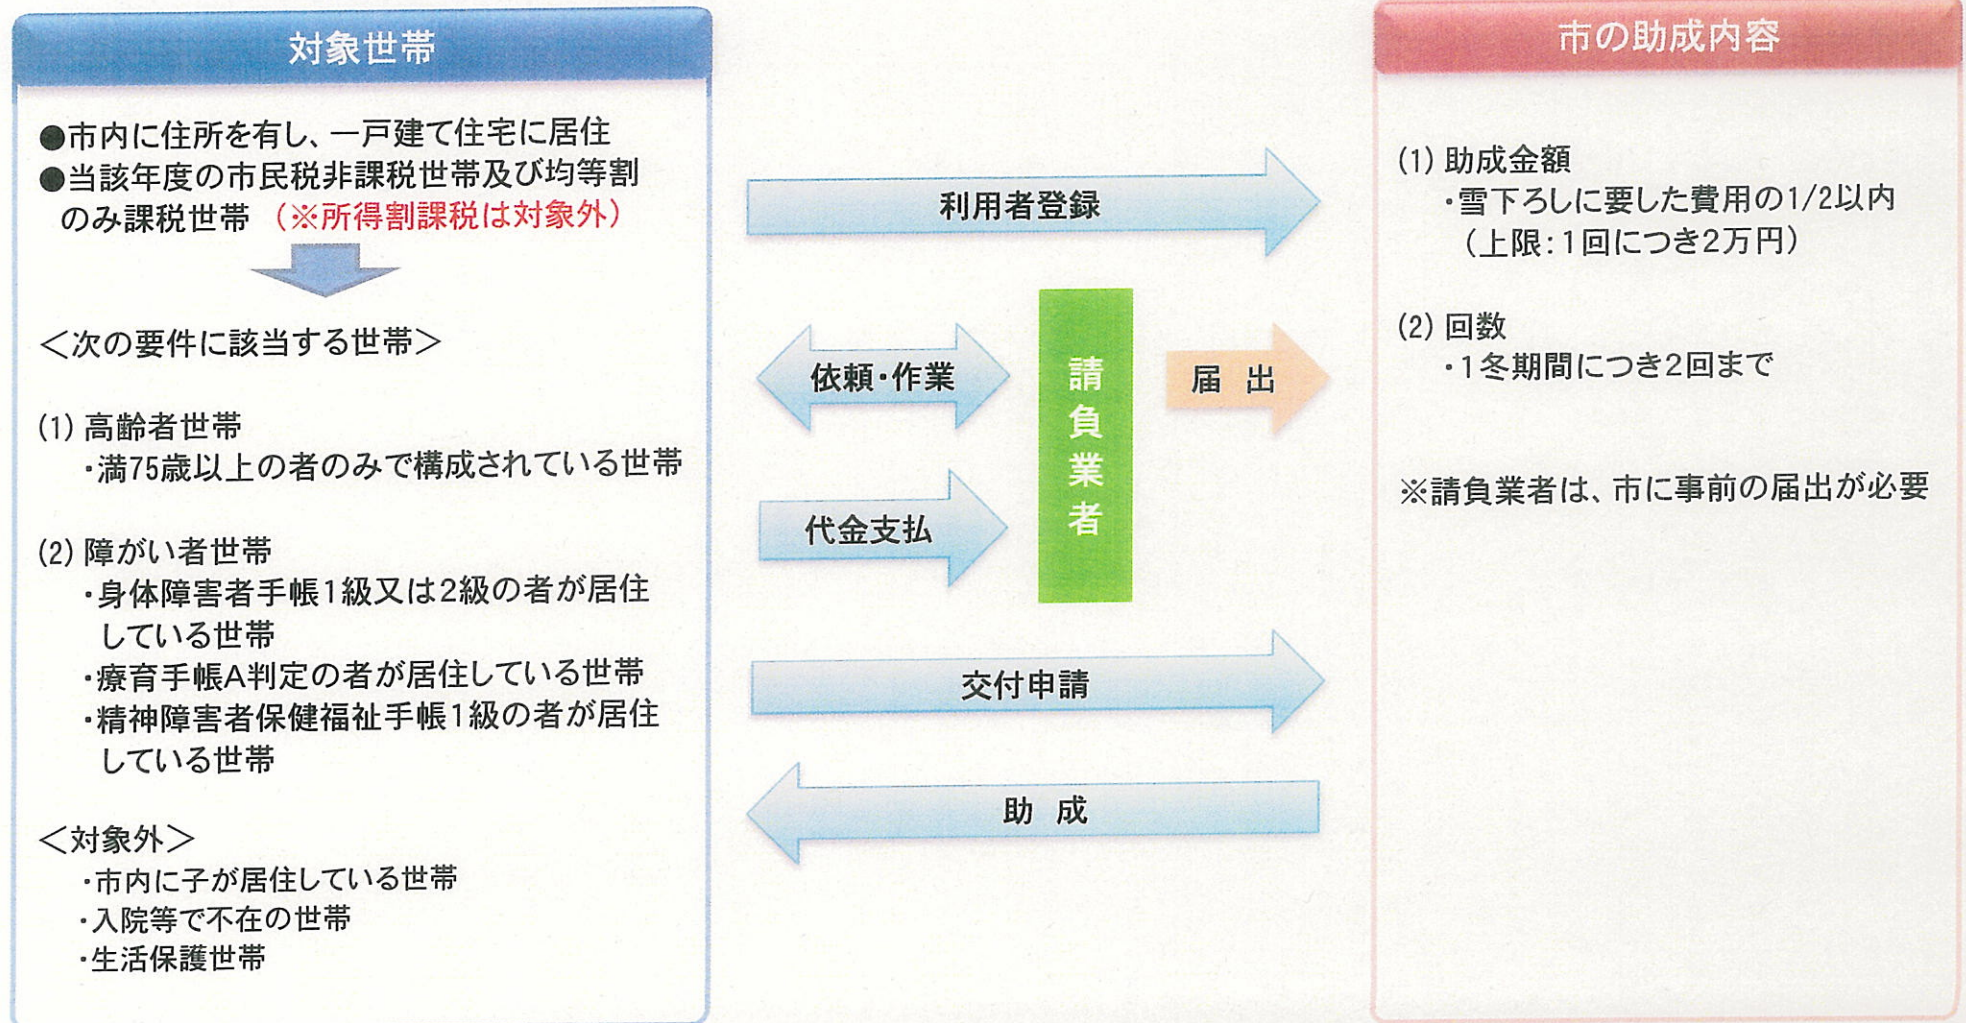 対象世帯
●市内に住所を有し、一戸建て住宅に居住
●当該年度の市民税非課税世帯及び均等割
のみ課税世帯 (※所得割課税は対象外)
＜次の要件に該当する世帯＞
(1) 高齢者世帯
・満75歳以上の者のみで構成されている世帯
(2) 障がい者世帯
・身体障害者手帳1級又は2級の者が居住
している世帯
・療育手帳A判定の者が居住している世帯
・精神障害者保健福祉手帳1級の者が居住
している世帯
＜対象外＞
・市内に子が居住している世帯
・入院等で不在の世帯
・生活保護世帯
利用者登録
依頼・作業
請負業者
届 出
代金支払
交付申請
助 成
市の助成内容
(1) 助成金額
・雪下ろしに要した費用の1/2以内
(上限:1回につき2万円)
(2) 回数
・1冬期間につき2回まで
※請負業者は、市に事前の届出が必要